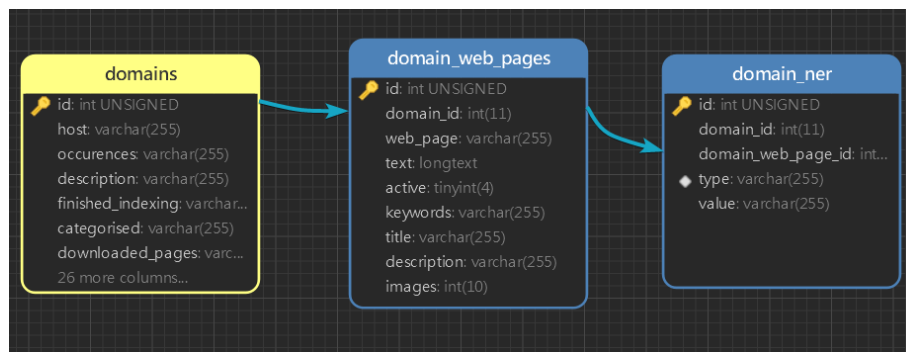 domains
id: int UNSIGNED
host: varchar(255)
occurences: varchar(255)
description: varchar(255)
finished_indexing: varchar...
categorised: varchar(255)
downloaded_pages: varc...
26 more columns...
domain_web_pages
id: int UNSIGNED
domain_id: int(11)
web_page: varchar(255)
text: longtext
active: tinyint(4)
keywords: varchar(255)
title: varchar(255)
description: varchar(255)
images: int(10)
domain_ner
id: int UNSIGNED
domain_id: int(11)
domain_web_page_id: int...
type: varchar(255)
value: varchar(255)